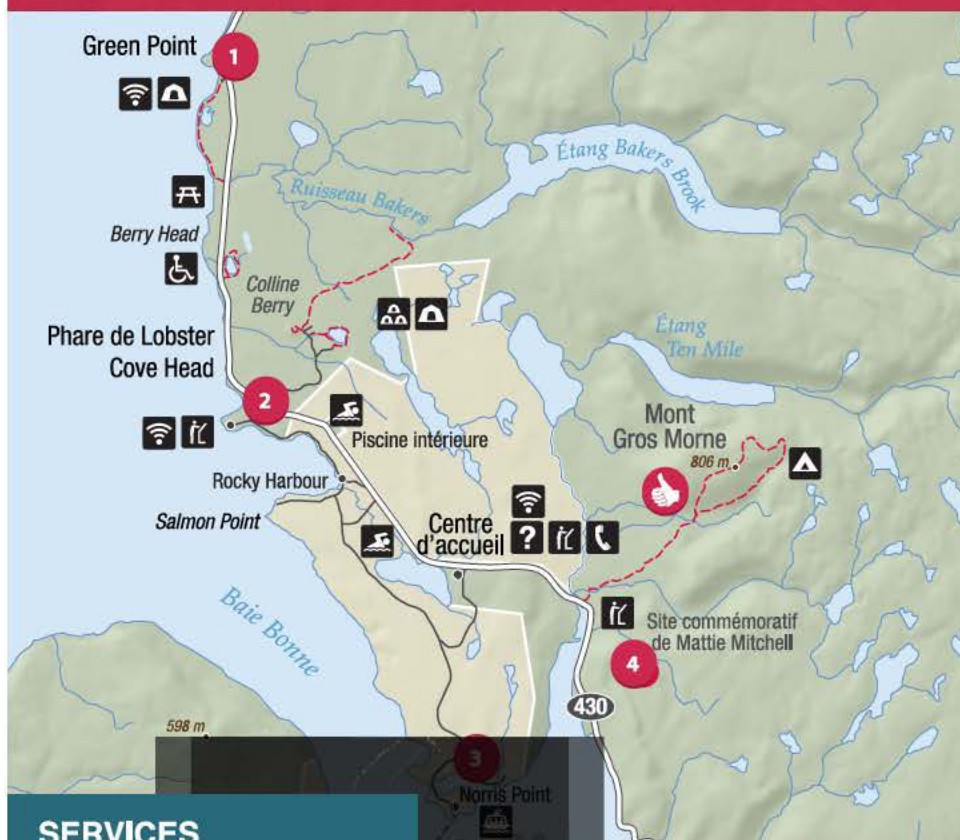 Green Point
1
Étang Bakers
Brook
Ruisseau Bakers
Berry Head
Colline
Berry
Étang
Ten Mile
Phare de Lobster
Cove Head
2
Mont
Gros Morne
806 m
Piscine intérieure
Rocky Harbour
Salmon Point
Centre
d'accueil
?
Baie Bonne
Site commémoratif
de Mattie Mitchell
4
430
598 m
3
Norris Point
SERVICES